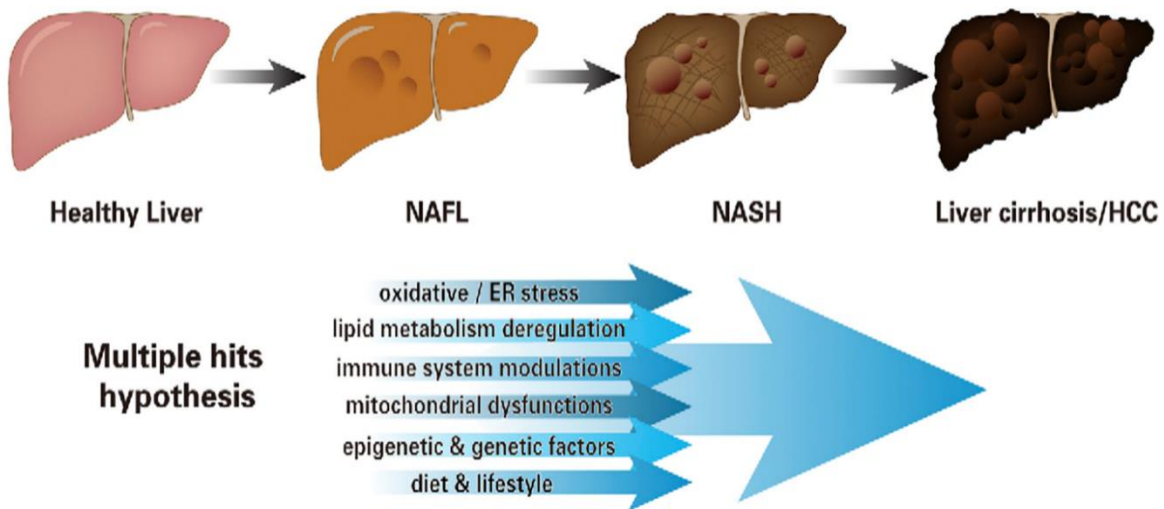 Healthy Liver
NAFL
NASH
Liver cirrhosis/HCC
Multiple hits
hypothesis
oxidative / ER stress
lipid metabolism deregulation
immune system modulations
mitochondrial dysfunctions
epigenetic & genetic factors
diet & lifestyle